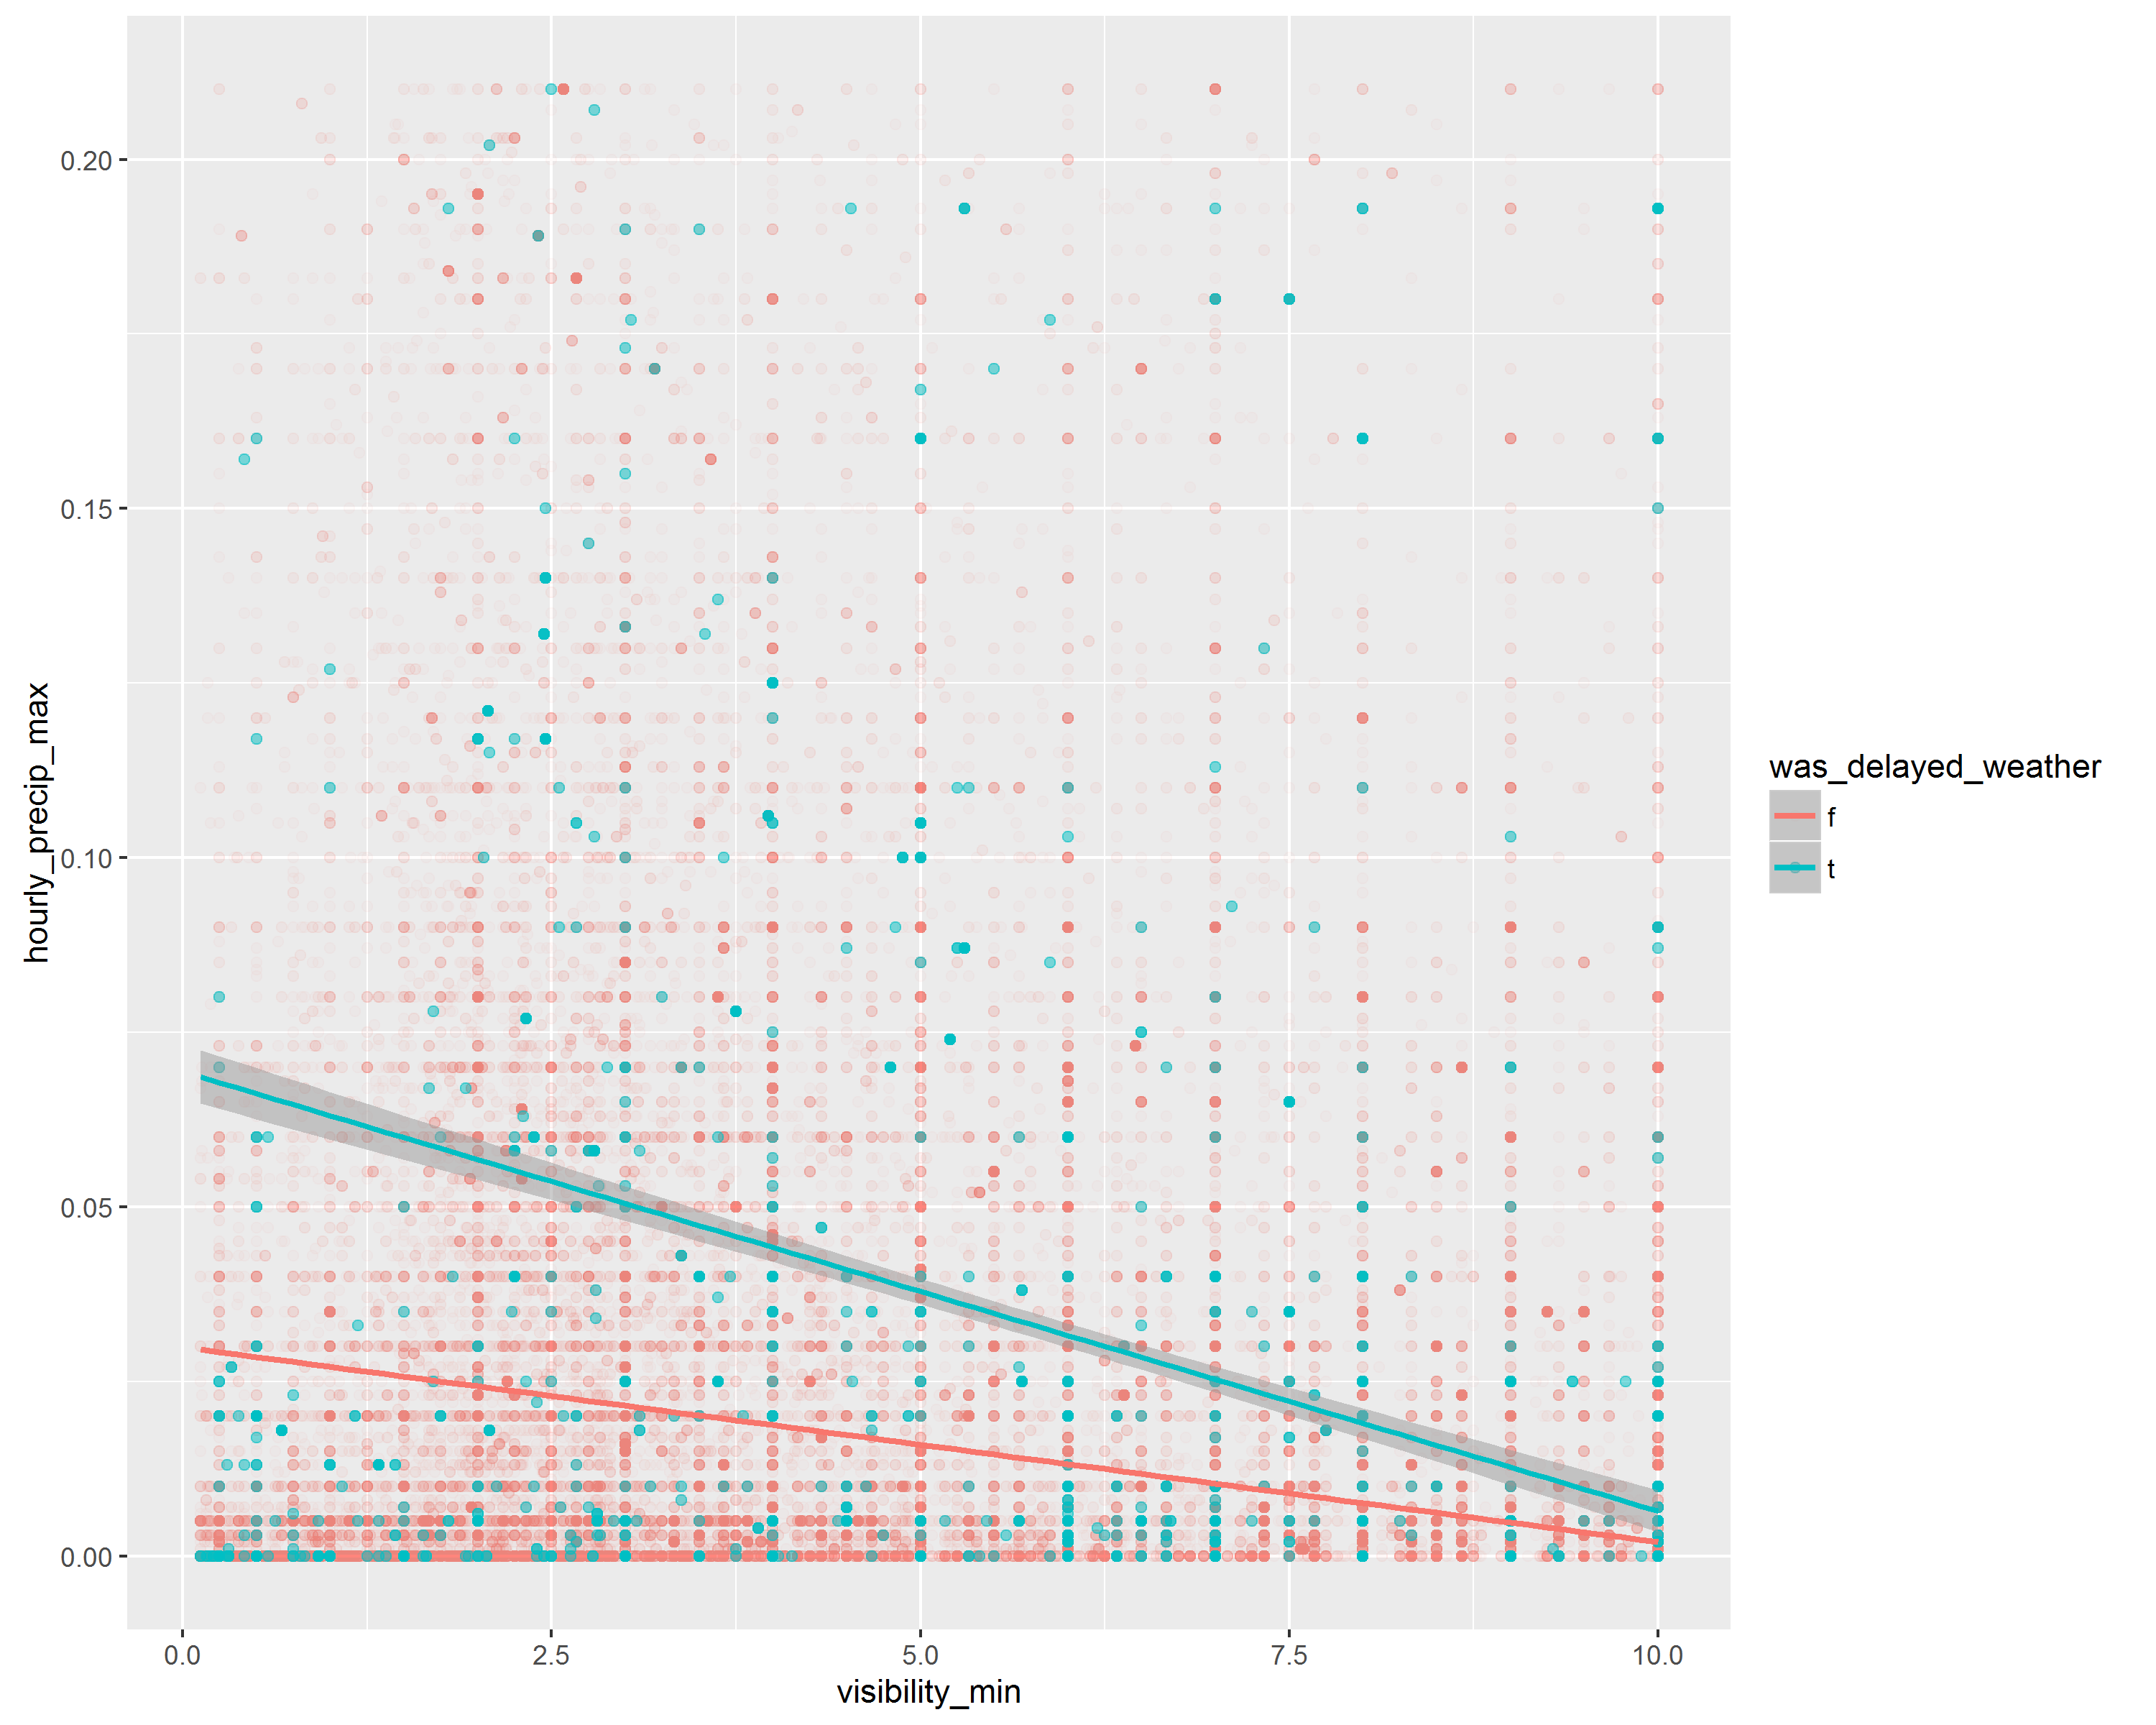 0.20
0.15
0.10
0.05
0.00
hourly_precip_max
0.0 2.5 5.0 7.5 10.0
visibility_min
was_delayed_weather
f
t